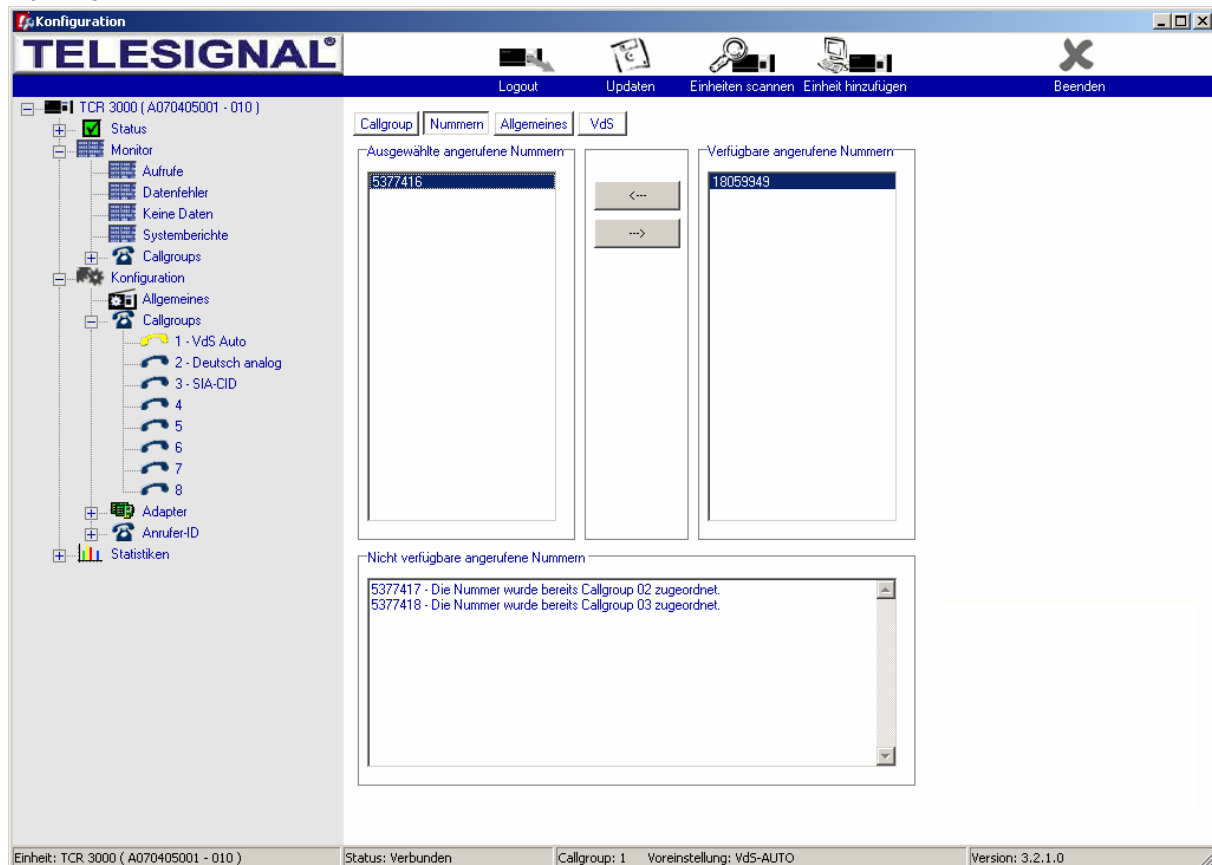 Konfiguration
TELESIGNAL®
Logout
Updaten
Einheiten scannen
Einheit hinzufügen
Beenden
TCR 3000 ( A070405001 - 010 )
Status
Monitor
Aufrufe
Datenfehler
Keine Daten
Systemberichte
Callgroups
Konfiguration
Allgemeines
Callgroups
1 - VdS Auto
2 - Deutsch analog
3 - SIA-CID
4
5
6
7
8
Adapter
Anrufer-ID
Statistiken
Callgroup
Nummern
Allgemeines
VdS
Ausgewählte angerufene Nummern
5377416
<---
--->
Verfügbare angerufene Nummern
18059949
Nicht verfügbare angerufene Nummern
5377417 - Die Nummer wurde bereits Callgroup 02 zugeordnet.
5377418 - Die Nummer wurde bereits Callgroup 03 zugeordnet.
Einheit: TCR 3000 ( A070405001 - 010 )
Status: Verbunden
Callgroup: 1 Voreinstellung: VdS-AUTO
Version: 3.2.1.0